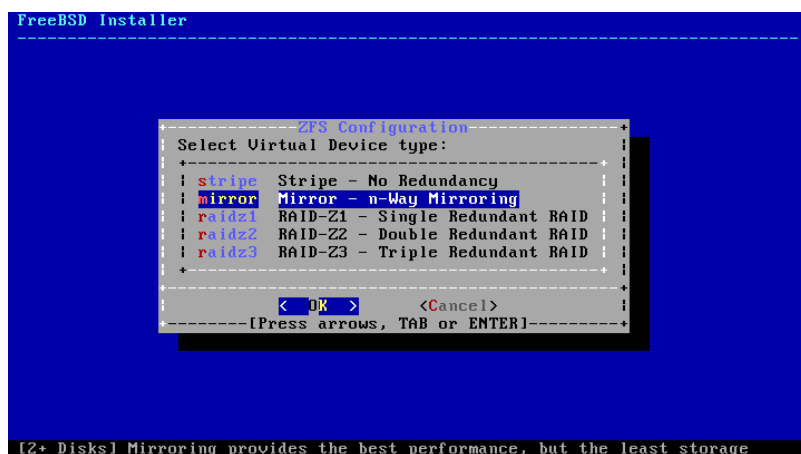 FreeBSD Installer
ZFS Configuration
Select Virtual Device type:
stripe Stripe - No Redundancy
mirror Mirror - n-Way Mirroring
raidz1 RAID-Z1 - Single Redundant RAID
raidz2 RAID-Z2 - Double Redundant RAID
raidz3 RAID-Z3 - Triple Redundant RAID
< OK > <Cancel>
[Press arrows, TAB or ENTER]
[2+ Disks] Mirroring provides the best performance, but the least storage